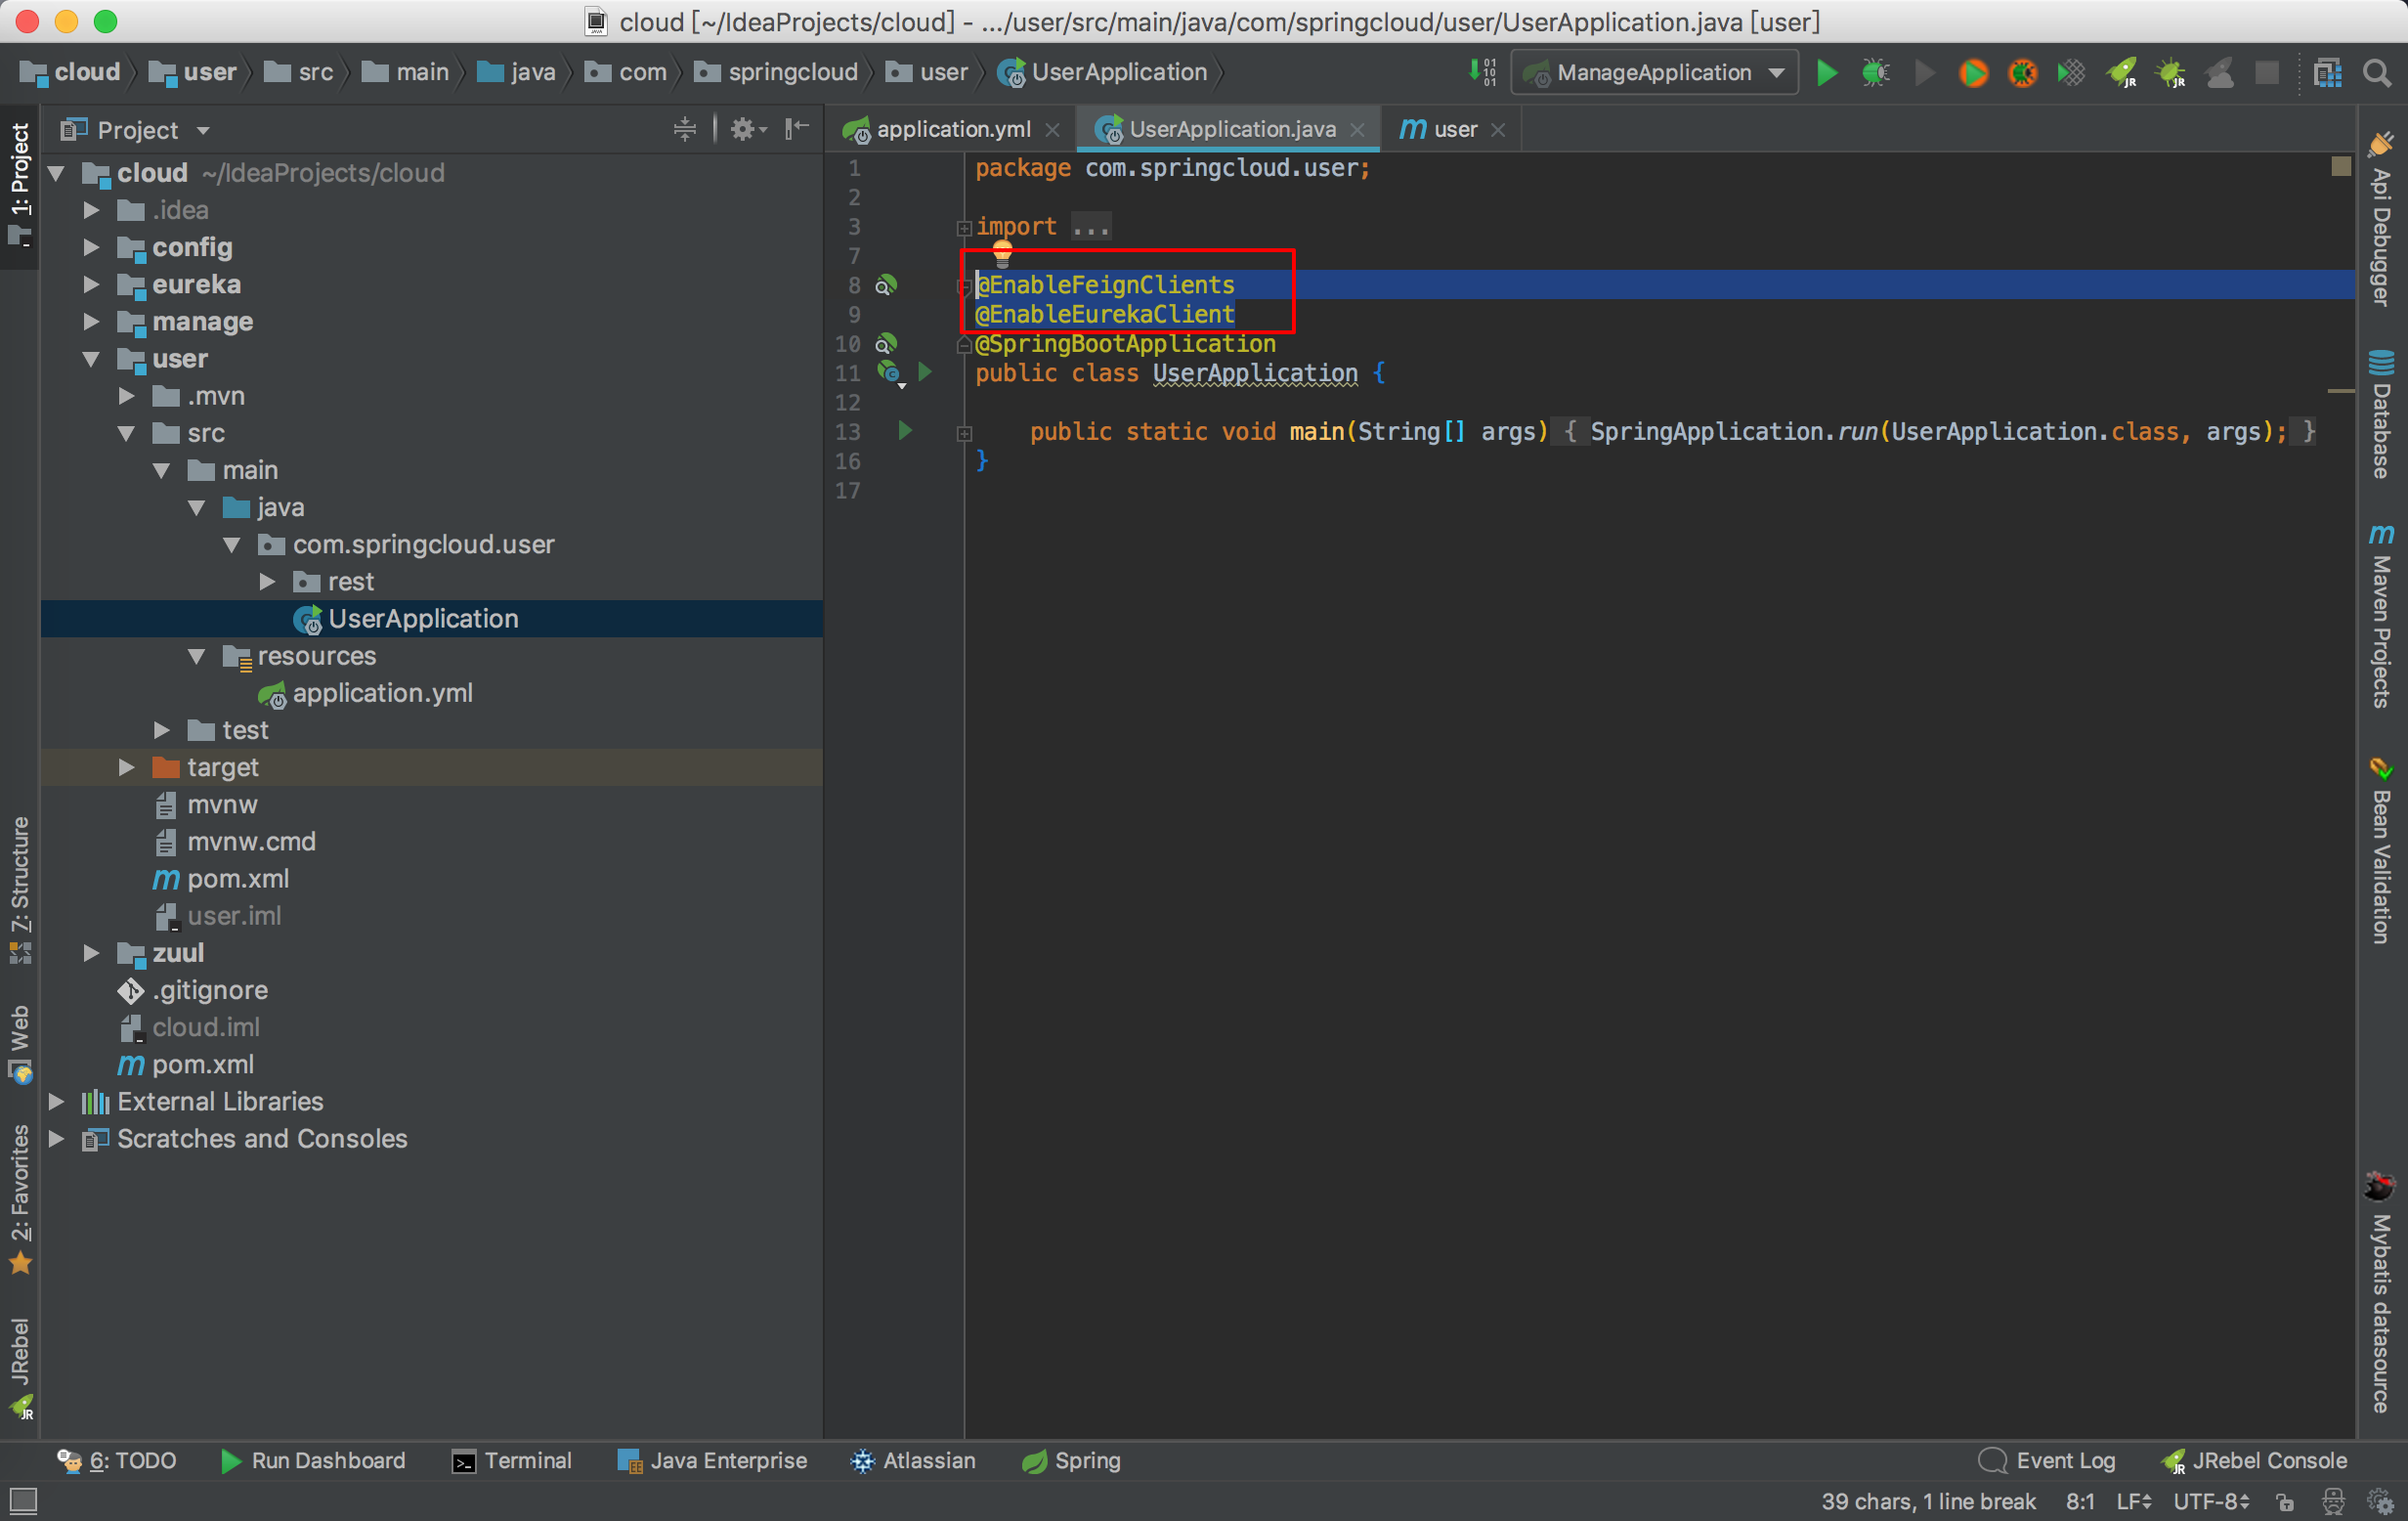 cloud [~/IdeaProjects/cloud] - .../user/src/main/java/com/springcloud/user/UserApplication.java [user]
cloud user src main java com springcloud user UserApplication
ManageApplication
Project
application.yml UserApplication.java user
1: Project
Z: Structure
Web
2: Favorites
JRebel
cloud ~/IdeaProjects/cloud
.idea
config
eureka
manage
user
.mvn
src
main
java
com.springcloud.user
rest
UserApplication
resources
application.yml
test
target
mvnw
mvnw.cmd
pom.xml
user.iml
zuul
.gitignore
cloud.iml
pom.xml
External Libraries
Scratches and Consoles
1 package com.springcloud.user;
2
3 import ...
7
8 @EnableFeignClients
9 @EnableEurekaClient
10 @SpringBootApplication
11 public class UserApplication {
12
13 public static void main(String[] args) { SpringApplication.run(UserApplication.class, args); }
16 }
17
Api Debugger
Database
Maven Projects
Bean Validation
Mybatis datasource
6: TODO Run Dashboard Terminal Java Enterprise Atlassian Spring Event Log JRebel Console
39 chars, 1 line break 8:1 LF UTF-8